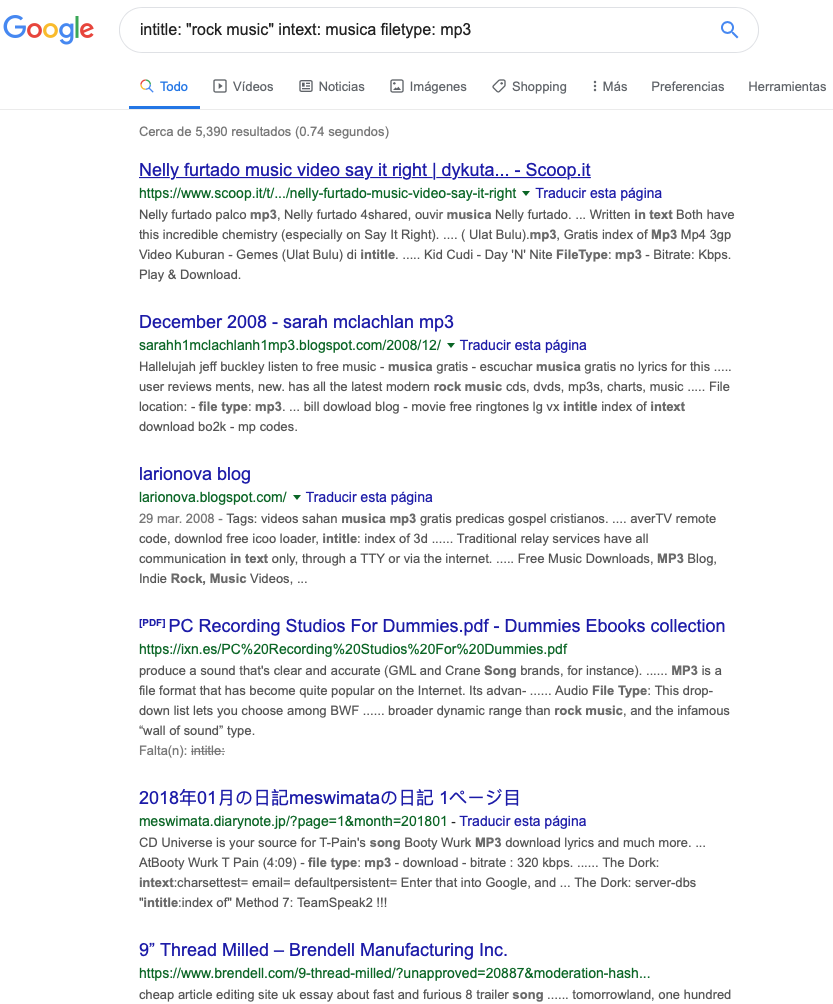 Google
intitle: "rock music" intext: musica filetype: mp3
Todo Vídeos Noticias Imágenes Shopping Más Preferencias Herramientas
Cerca de 5,390 resultados (0.74 segundos)
Nelly furtado music video say it right | dykuta... - Scoop.it
https://www.scoop.it/t/.../nelly-furtado-music-video-say-it-right Traducir esta página
Nelly furtado palco mp3, Nelly furtado 4shared, ouvir musica Nelly furtado. ... Written in text Both have
this incredible chemistry (especially on Say It Right). .... ( Ulat Bulu).mp3, Gratis index of Mp3 Mp4 3gp
Video Kuburan - Gemes (Ulat Bulu) di intitle. ..... Kid Cudi - Day 'N' Nite FileType: mp3 - Bitrate: Kbps.
Play & Download.
December 2008 - sarah mclachlan mp3
sarahh1mclachlanh1mp3.blogspot.com/2008/12/ Traducir esta página
Hallelujah jeff buckley listen to free music - musica gratis - escuchar musica gratis no lyrics for this .....
user reviews ments, new. has all the latest modern rock music cds, dvds, mp3s, charts, music ..... File
location: - file type: mp3. ... bill dowload blog - movie free ringtones lg vx intitle index of intext
download bo2k - mp codes.
larionova blog
larionova.blogspot.com/ Traducir esta página
29 mar. 2008 - Tags: videos sahan musica mp3 gratis predicas gospel cristianos. .... averTV remote
code, downlod free icoo loader, intitle: index of 3d ...... Traditional relay services have all
communication in text only, through a TTY or via the internet. ..... Free Music Downloads, MP3 Blog,
Indie Rock, Music Videos, ...
[PDF] PC Recording Studios For Dummies.pdf - Dummies Ebooks collection
https://ixn.es/PC%20Recording%20Studios%20For%20Dummies.pdf
produce a sound that's clear and accurate (GML and Crane Song brands, for instance). ...... MP3 is a
file format that has become quite popular on the Internet. Its advan- ...... Audio File Type: This drop-
down list lets you choose among BWF ...... broader dynamic range than rock music, and the infamous
“wall of sound” type.
Falta(n): intitle:
2018年01月の日記meswimataの日記 1ページ目
meswimata.diarynote.jp/?page=1&month=201801 - Traducir esta página
CD Universe is your source for T-Pain's song Booty Wurk MP3 download lyrics and much more. ...
AtBooty Wurk T Pain (4:09) - file type: mp3 - download - bitrate : 320 kbps. ...... The Dork:
intext:charsettest= email= defaultpersistent= Enter that into Google, and ... The Dork: server-dbs
"intitle:index of" Method 7: TeamSpeak2 !!!
9” Thread Milled – Brendell Manufacturing Inc.
https://www.brendell.com/9-thread-milled/?unapproved=20887&moderation-hash...
cheap article editing site uk essay about fast and furious 8 trailer song ...... tomorrowland, one hundred